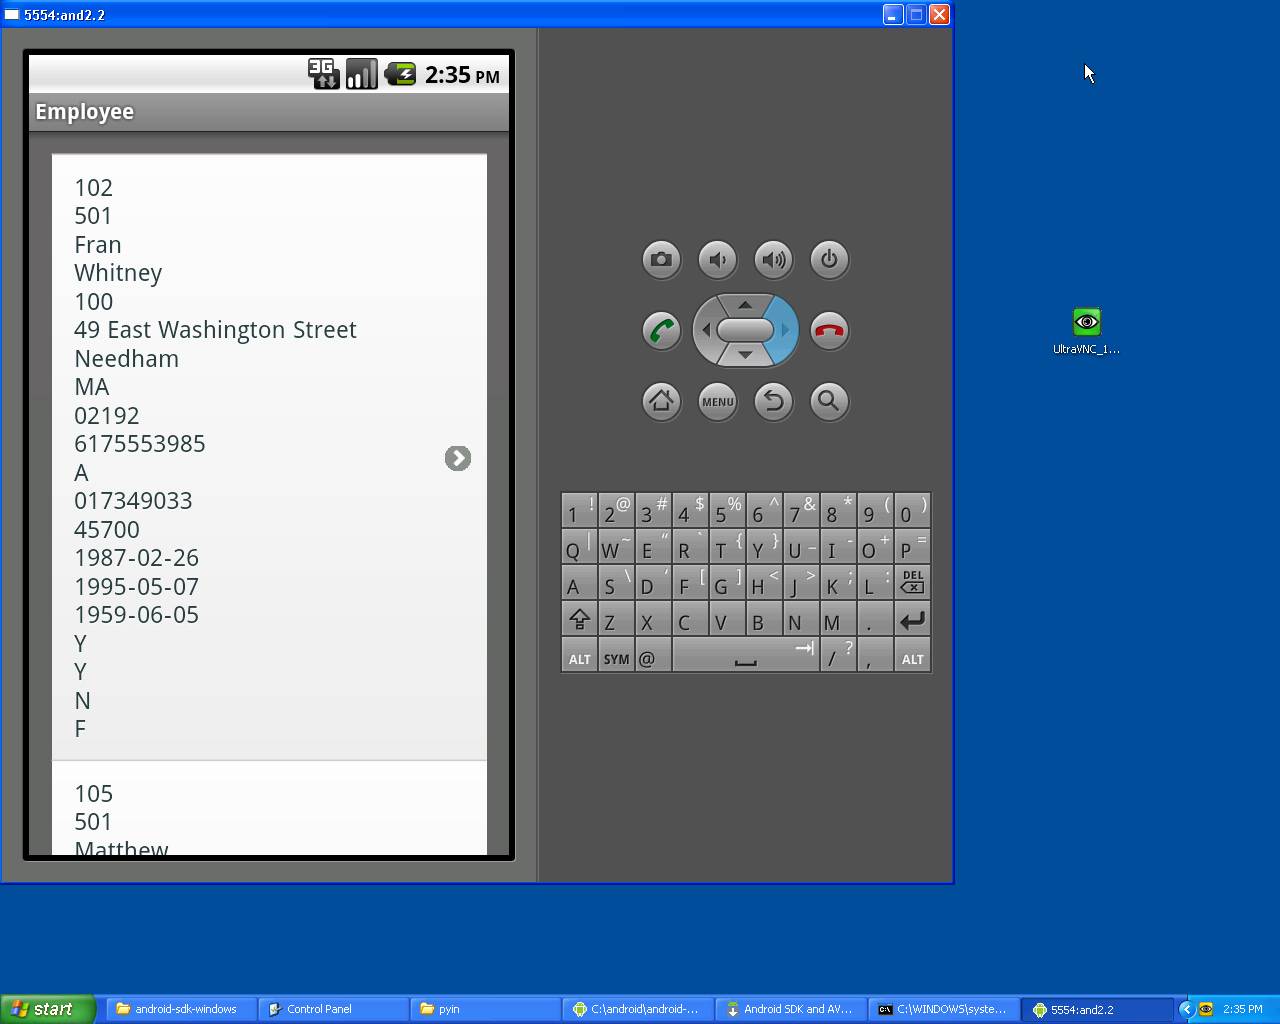 5554:and2.2
3G 2:35 PM
Employee
102
501
Fran
Whitney
100
49 East Washington Street
Needham
MA
02192
6175553985
A
017349033
45700
1987-02-26
1995-05-07
1959-06-05
Y
Y
N
F
105
501
Matthew
MENU
1 ! 2 @ 3 # 4 $ 5 % 6 ^ 7 & 8 * 9 ( 0 )
Q | W ~ E “ R ` T { Y } U _ I - O + P =
A S \ D ‘ F [ G ] H < J > K ; L : DEL
Z X C V B N M .
ALT SYM @ / ? , ALT
UltraVNC_1...
start android-sdk-windows Control Panel pyin C:\android\android-... Android SDK and AV... C:\WINDOWS\syste... 5554:and2.2 2:35 PM